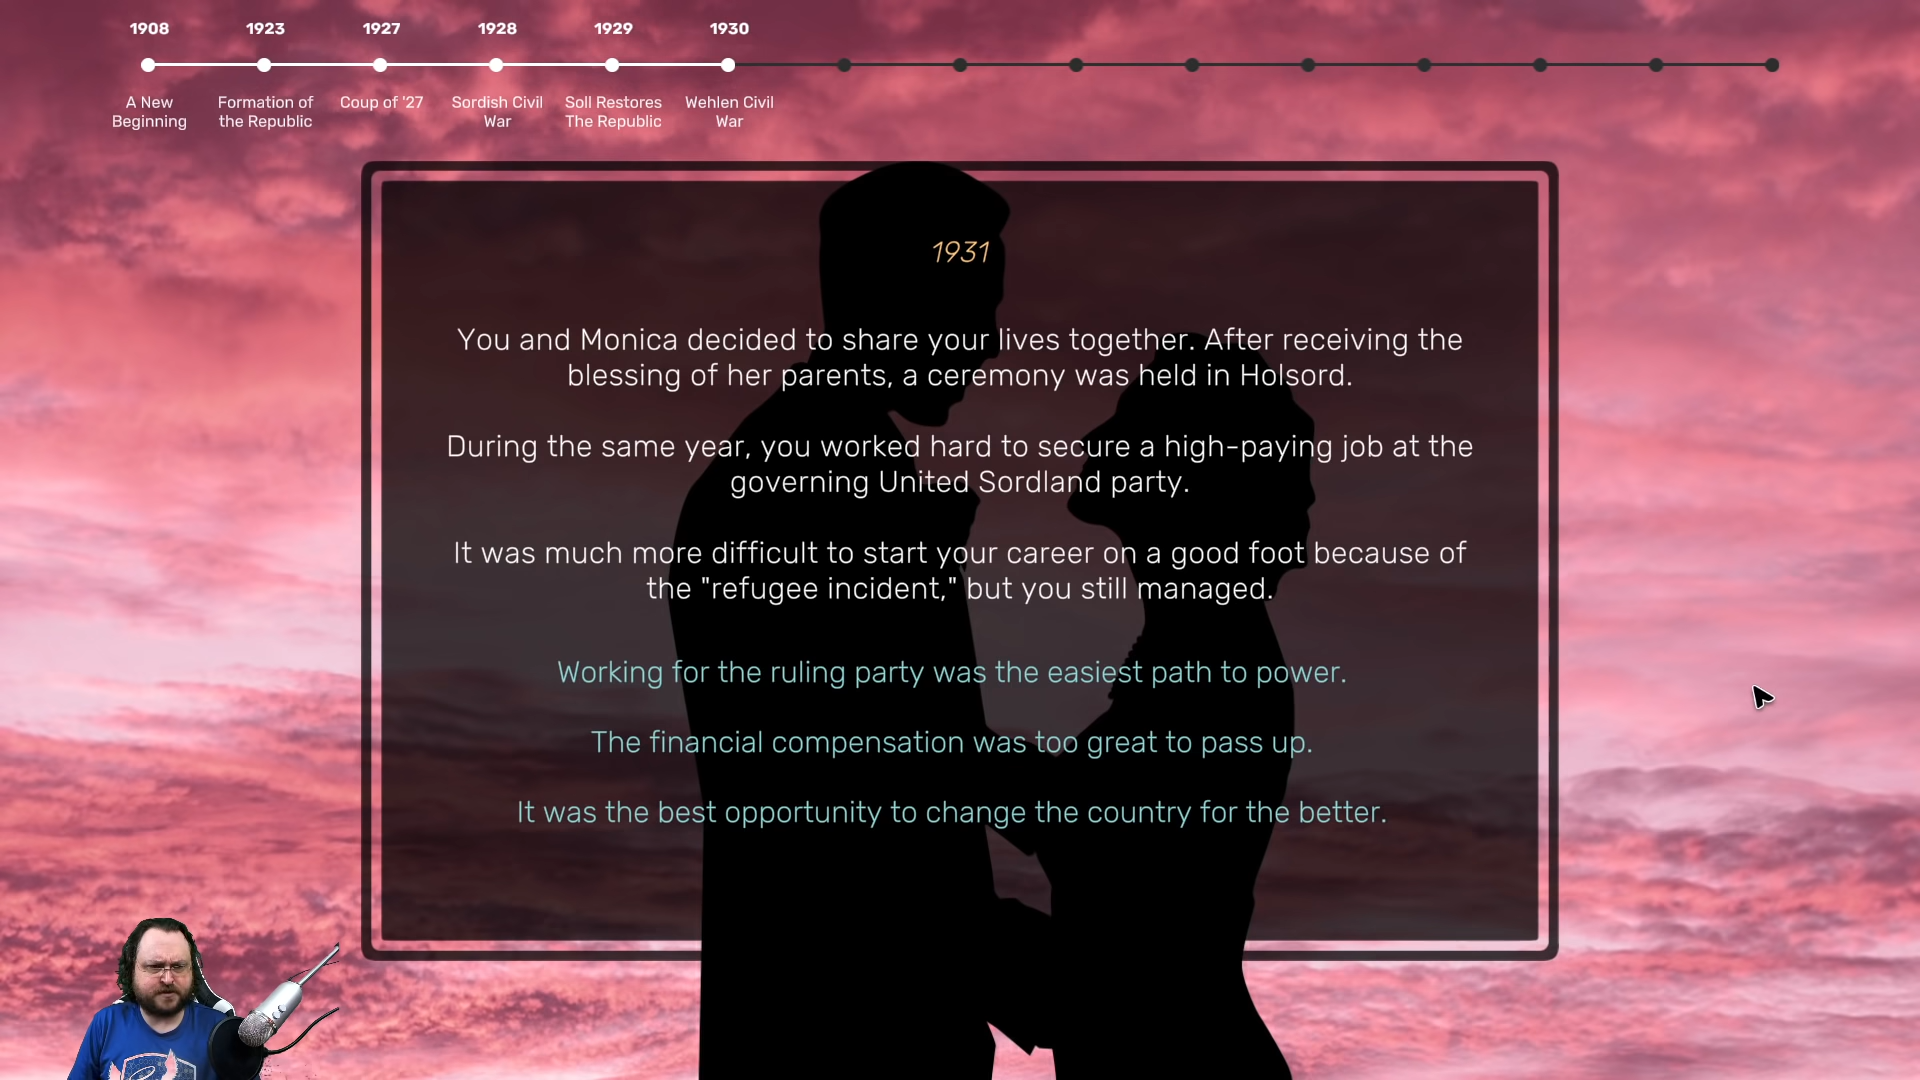 1908
1923
1927
1928
1929
1930
A New
Beginning
Formation of
the Republic
Coup of '27
Sordish Civil
War
Soll Restores
The Republic
Wehlen Civil
War
1931
You and Monica decided to share your lives together. After receiving the
blessing of her parents, a ceremony was held in Holsord.
During the same year, you worked hard to secure a high-paying job at the
governing United Sordland party.
It was much more difficult to start your career on a good foot because of
the "refugee incident," but you still managed.
Working for the ruling party was the easiest path to power.
The financial compensation was too great to pass up.
It was the best opportunity to change the country for the better.